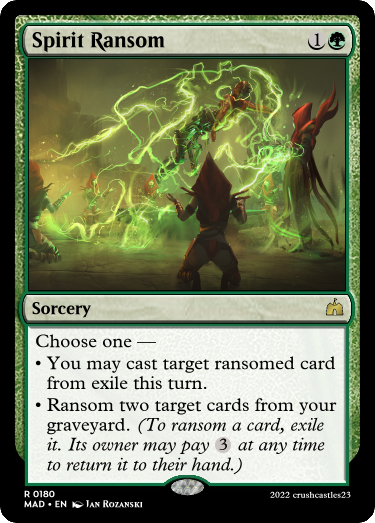 Spirit Ransom 1
Sorcery
Choose one —
• You may cast target ransomed card
from exile this turn.
• Ransom two target cards from your
graveyard. (To ransom a card, exile
it. Its owner may pay 3 at any time
to return it to their hand.)
R 0180
MAD • EN Jan Rozanski
2022 crushcastles23